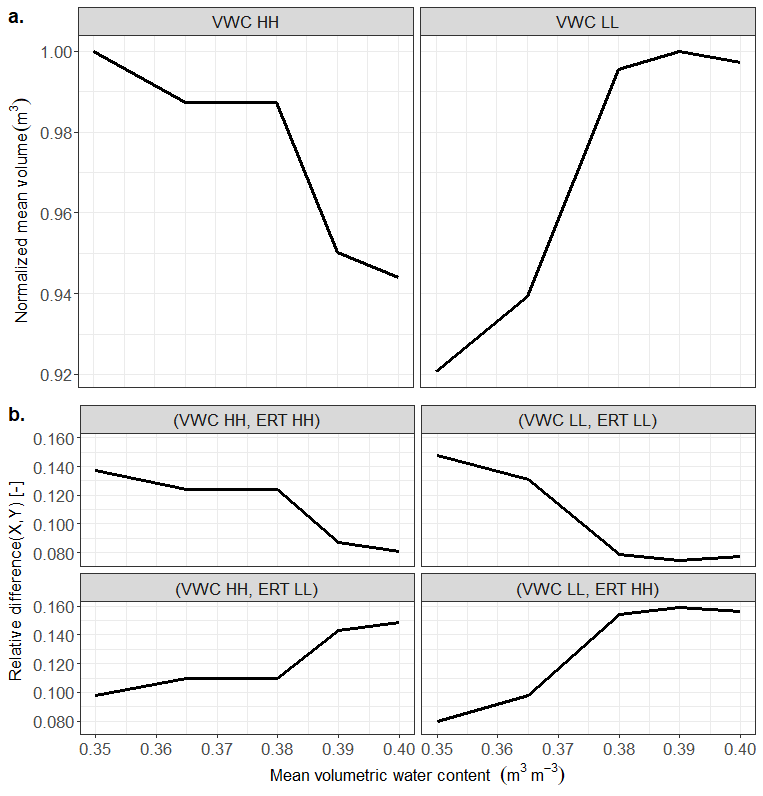 a.
VWC HH VWC LL
Normalized mean volume(m³)
1.00
0.98
0.96
0.94
0.92
b.
(VWC HH, ERT HH) (VWC LL, ERT LL)
Relative difference(X,Y) [-]
0.160
0.140
0.120
0.100
0.080
(VWC HH, ERT LL) (VWC LL, ERT HH)
0.160
0.140
0.120
0.100
0.080
0.35 0.36 0.37 0.38 0.39 0.40 0.35 0.36 0.37 0.38 0.39 0.40
Mean volumetric water content (m³ m⁻³)